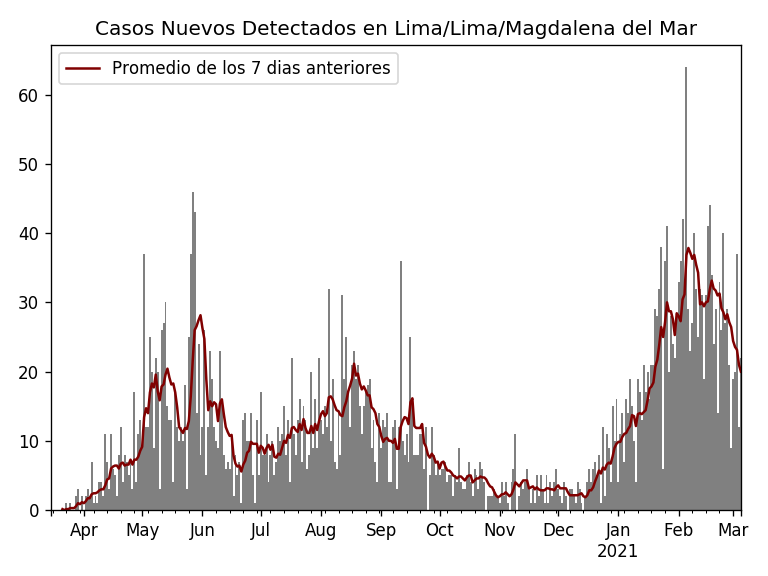 Casos Nuevos Detectados en Lima/Lima/Magdalena del Mar
Promedio de los 7 dias anteriores
60
50
40
30
20
10
0
Apr May Jun Jul Aug Sep Oct Nov Dec Jan Feb Mar
2021